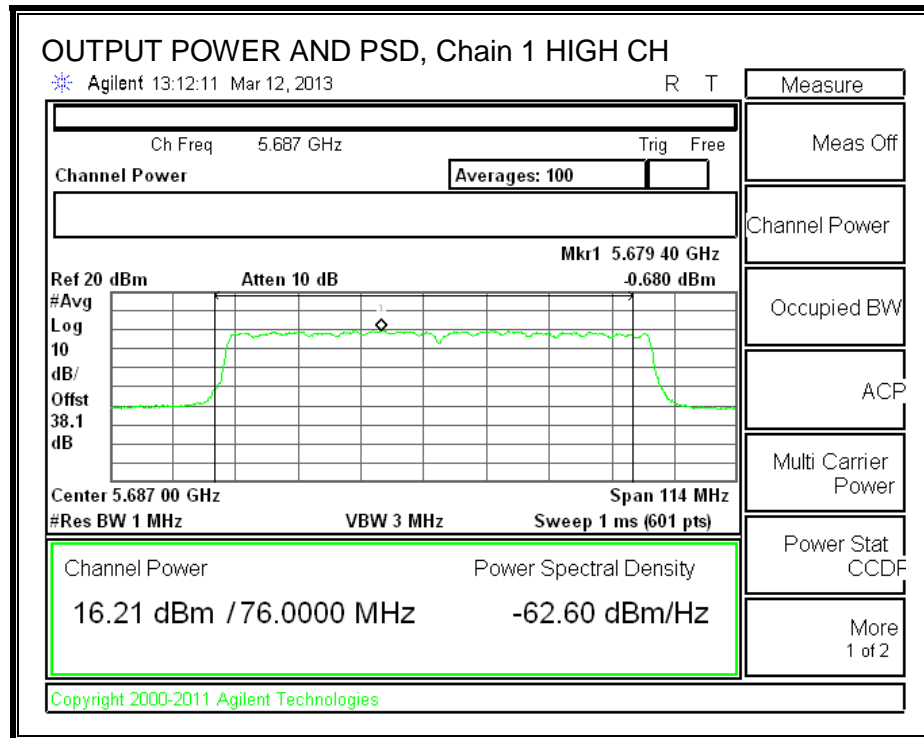 OUTPUT POWER AND PSD, Chain 1 HIGH CH
Agilent 13:12:11 Mar 12, 2013 R T
Measure
Ch Freq 5.687 GHz Trig Free
Meas Off
Channel Power Averages: 100
Channel Power
Mkr1 5.679 40 GHz
Ref 20 dBm Atten 10 dB -0.680 dBm
#Avg
Log
10
dB/
Offst
38.1
dB
1
Occupied BW
ACP
Multi Carrier
Power
Center 5.687 00 GHz Span 114 MHz
#Res BW 1 MHz VBW 3 MHz Sweep 1 ms (601 pts)
Power Stat
CCDF
Channel Power Power Spectral Density
16.21 dBm / 76.0000 MHz -62.60 dBm/Hz
More
1 of 2
Copyright 2000-2011 Agilent Technologies